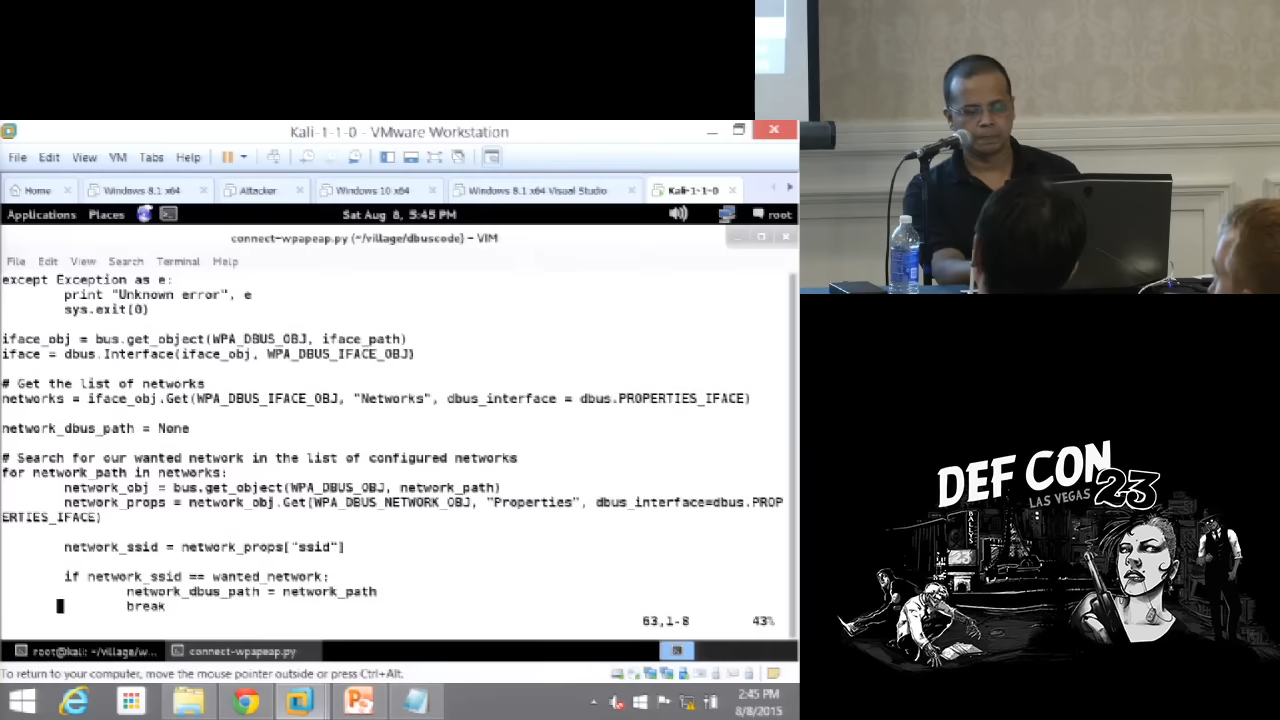 Kali-1-1-0 - VMware Workstation
File Edit View VM Tabs Help
Home Windows 8.1 x64 Attacker Windows 10 x64 Windows 8.1 x64 Visual Studio Kali-1-1-0
Applications Places Sat Aug 8, 5:45 PM root
connect-wpapeap.py (~/village/dbuscode) - VIM
File Edit View Search Terminal Help
except Exception as e:
print "Unknown error", e
sys.exit(0)
iface_obj = bus.get_object(WPA_DBUS_OBJ, iface_path)
iface = dbus.Interface(iface_obj, WPA_DBUS_IFACE_OBJ)
# Get the list of networks
networks = iface_obj.Get(WPA_DBUS_IFACE_OBJ, "Networks", dbus_interface = dbus.PROPERTIES_IFACE)
network_dbus_path = None
# Search for our wanted network in the list of configured networks
for network_path in networks:
network_obj = bus.get_object(WPA_DBUS_OBJ, network_path)
network_props = network_obj.Get(WPA_DBUS_NETWORK_OBJ, "Properties", dbus_interface=dbus.PROP
ERTIES_IFACE)
network_ssid = network_props["ssid"]
if network_ssid == wanted_network:
network_dbus_path = network_path
break
63,1-8 43%
root@kali: ~/village/w... connect-wpapeap.py
To return to your computer, move the mouse pointer outside or press Ctrl+Alt.
2:45 PM
8/8/2015
DEF CON
LAS VEGAS 23
BALLYS
23